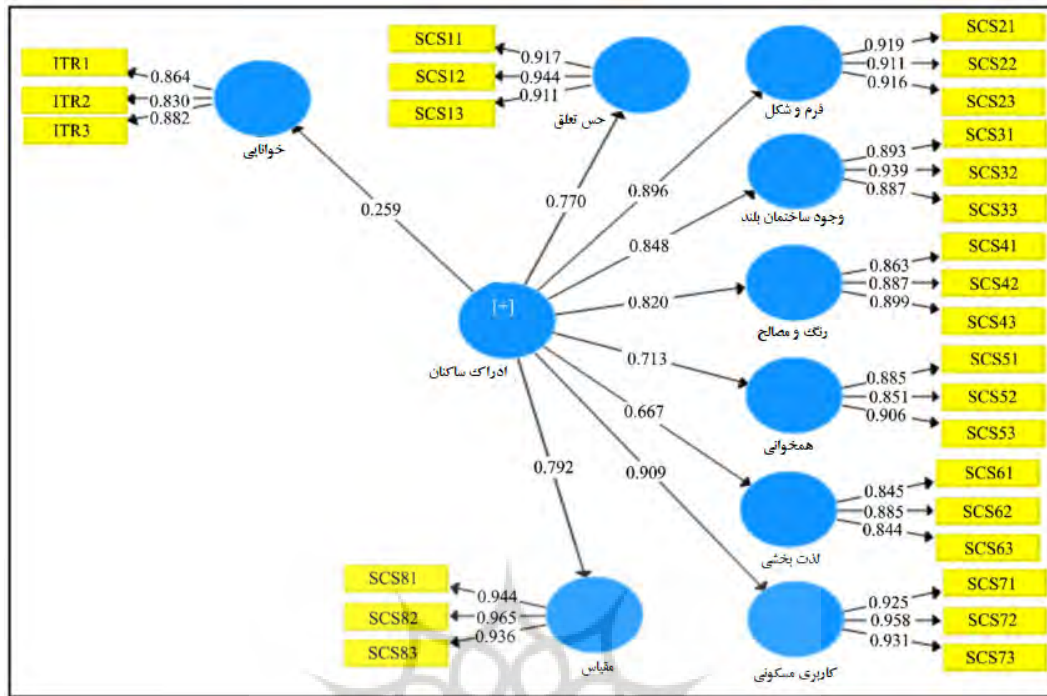 ITR1
ITR2
ITR3
0.864
0.830
0.882
خوانایی
SCS11
SCS12
SCS13
0.917
0.944
0.911
حس تعلق
SCS21
SCS22
SCS23
0.919
0.911
0.916
فرم و شکل
SCS31
SCS32
SCS33
0.893
0.939
0.887
وجود ساختمان بلند
SCS41
SCS42
SCS43
0.863
0.887
0.899
رنگ و مصالح
SCS51
SCS52
SCS53
0.885
0.851
0.906
همخوانی
SCS61
SCS62
SCS63
0.845
0.885
0.844
لذت بخشی
SCS71
SCS72
SCS73
0.925
0.958
0.931
کاربری مسکونی
SCS81
SCS82
SCS83
0.944
0.965
0.936
مقیاس
[+]
ادراک ساکنان
0.259
0.770
0.896
0.848
0.820
0.713
0.667
0.909
0.792